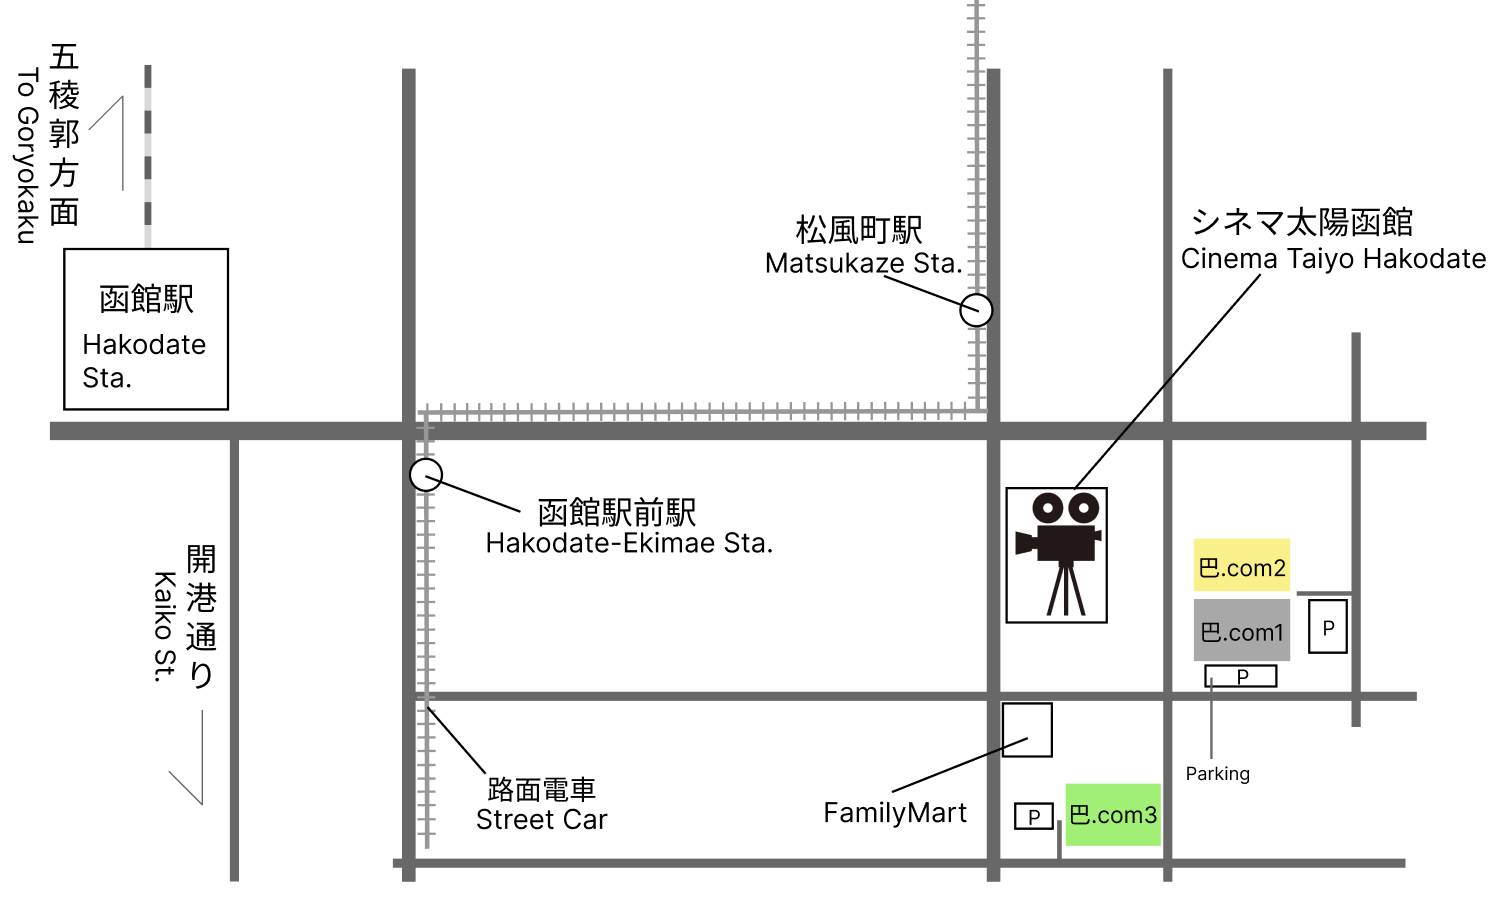 五稜郭方面
To Goryokaku
函館駅
Hakodate
Sta.
松風町駅
Matsukaze Sta.
シネマ太陽函館
Cinema Taiyo Hakodate
函館駅前駅
Hakodate-Ekimae Sta.
開港通り
Kaiko St.
巴.com2
巴.com1
P
P
Parking
路面電車
Street Car
FamilyMart
P
巴.com3